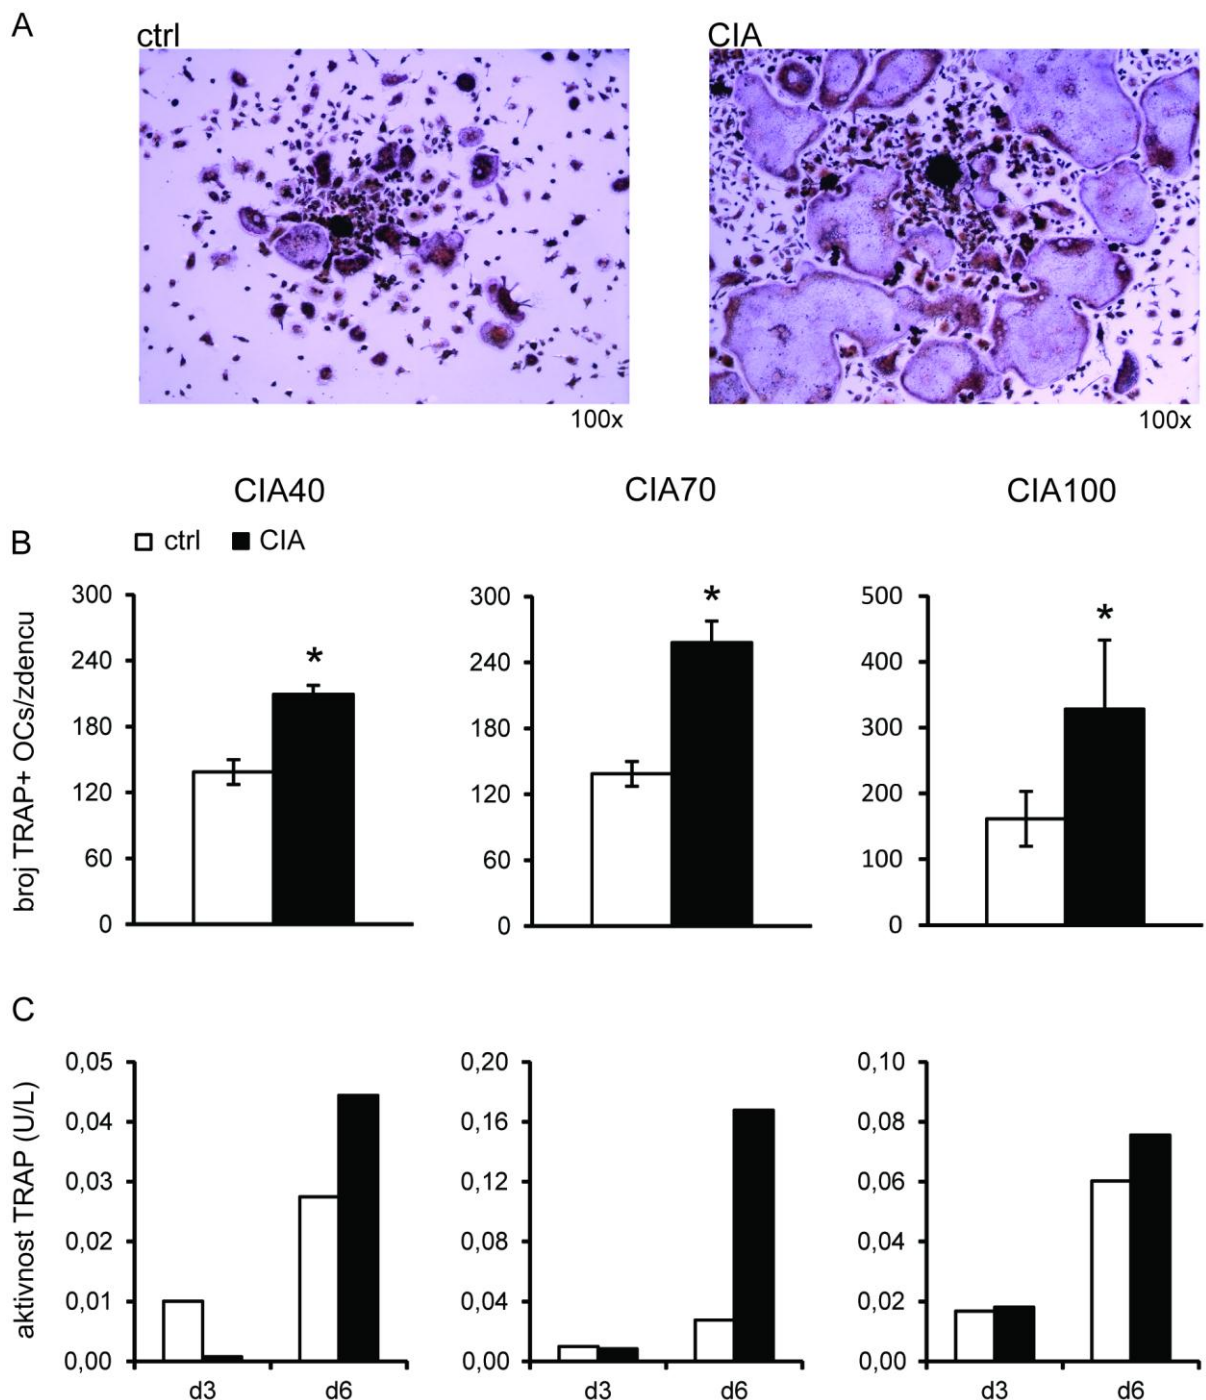 A
ctrl
CIA
100x
100x
CIA40
CIA70
CIA100
B
ctrl
CIA
broj TRAP+ OCs/zdencu
300
240
180
120
60
0
*
300
240
180
120
60
0
*
500
400
300
200
100
0
*
C
aktivnost TRAP (U/L)
0,05
0,04
0,03
0,02
0,01
0,00
d3 d6
0,20
0,16
0,12
0,08
0,04
0,00
d3 d6
0,10
0,08
0,06
0,04
0,02
0,00
d3 d6